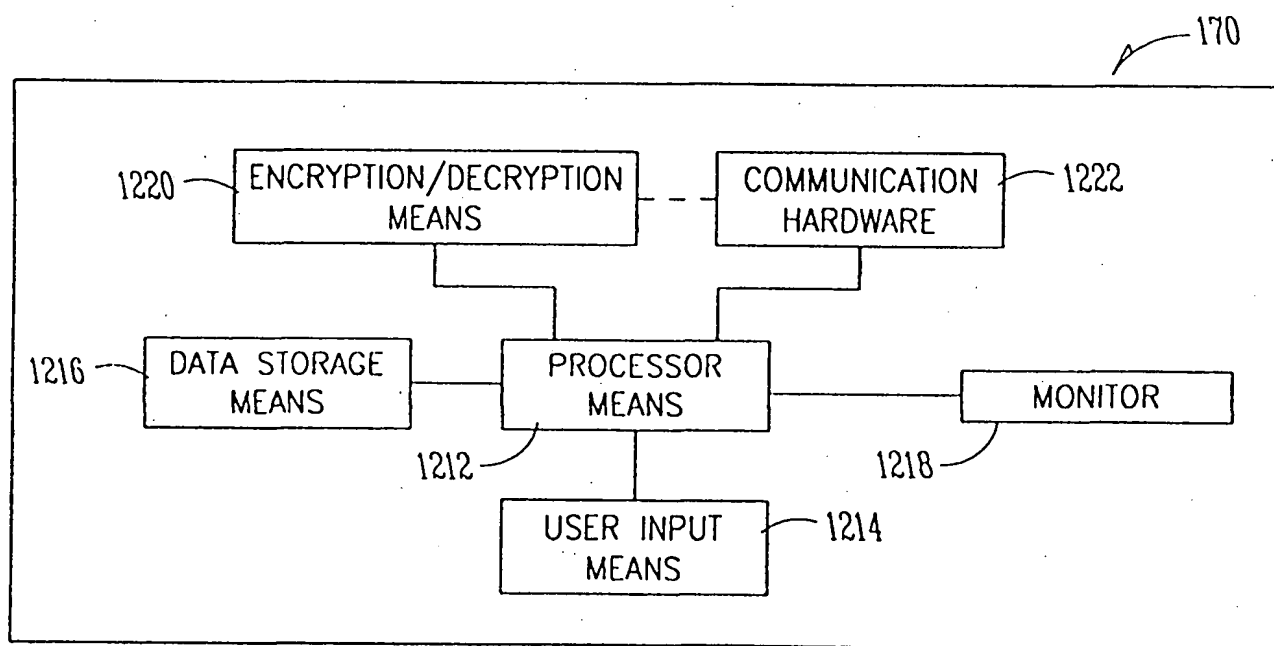 170
1220
ENCRYPTION/DECRYPTION
MEANS
COMMUNICATION
HARDWARE
1222
1216
DATA STORAGE
MEANS
PROCESSOR
MEANS
MONITOR
1212
1218
USER INPUT
MEANS
1214